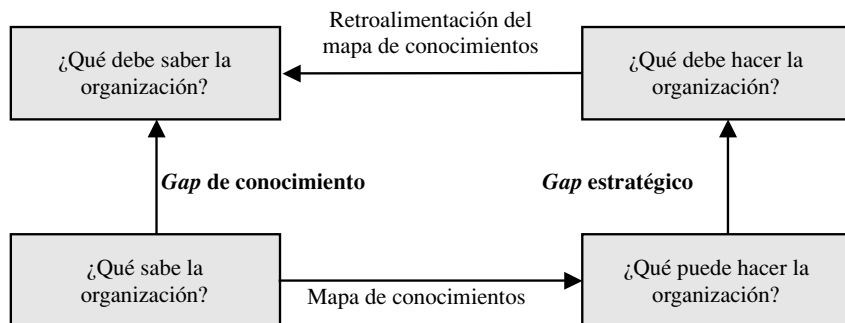 Retroalimentación del
mapa de conocimientos
¿Qué debe saber la
organización?
¿Qué debe hacer la
organización?
Gap de conocimiento
Gap estratégico
¿Qué sabe la
organización?
Mapa de conocimientos
¿Qué puede hacer la
organización?